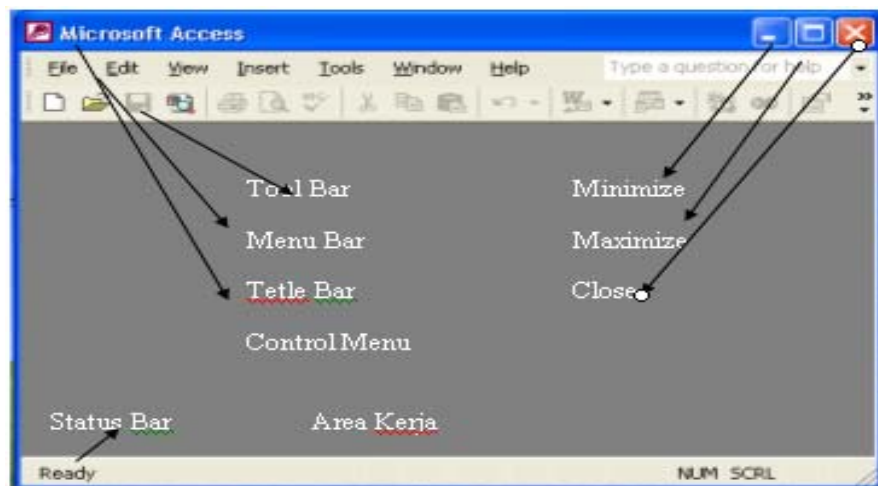 Microsoft Access
File Edit View Insert Tools Window Help Type a question for help
Tool Bar Minimize
Menu Bar Maximize
Tetle Bar Close
Control Menu
Status Bar Area Kerja
Ready NUM SCRL